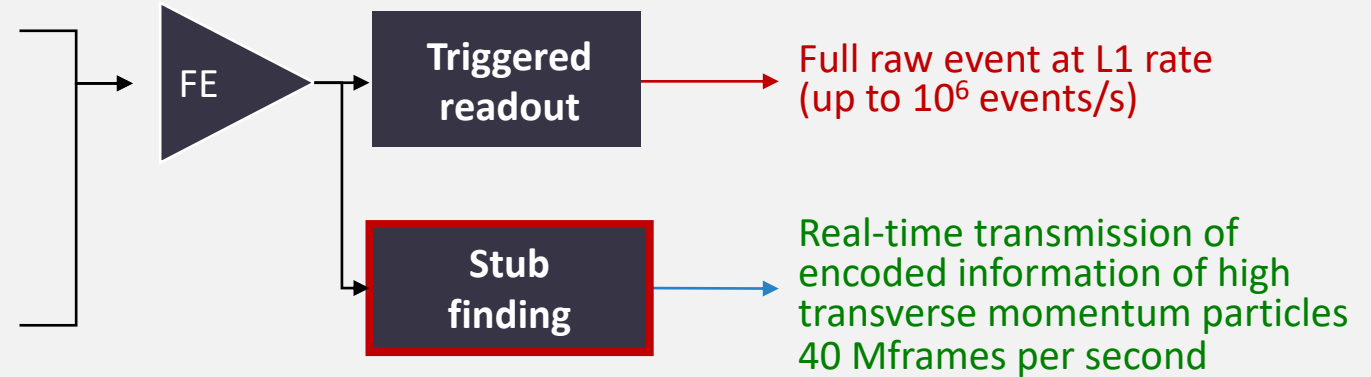 FE
Triggered
readout
Full raw event at L1 rate
(up to 10⁶ events/s)
Stub
finding
Real-time transmission of
encoded information of high
transverse momentum particles
40 Mframes per second